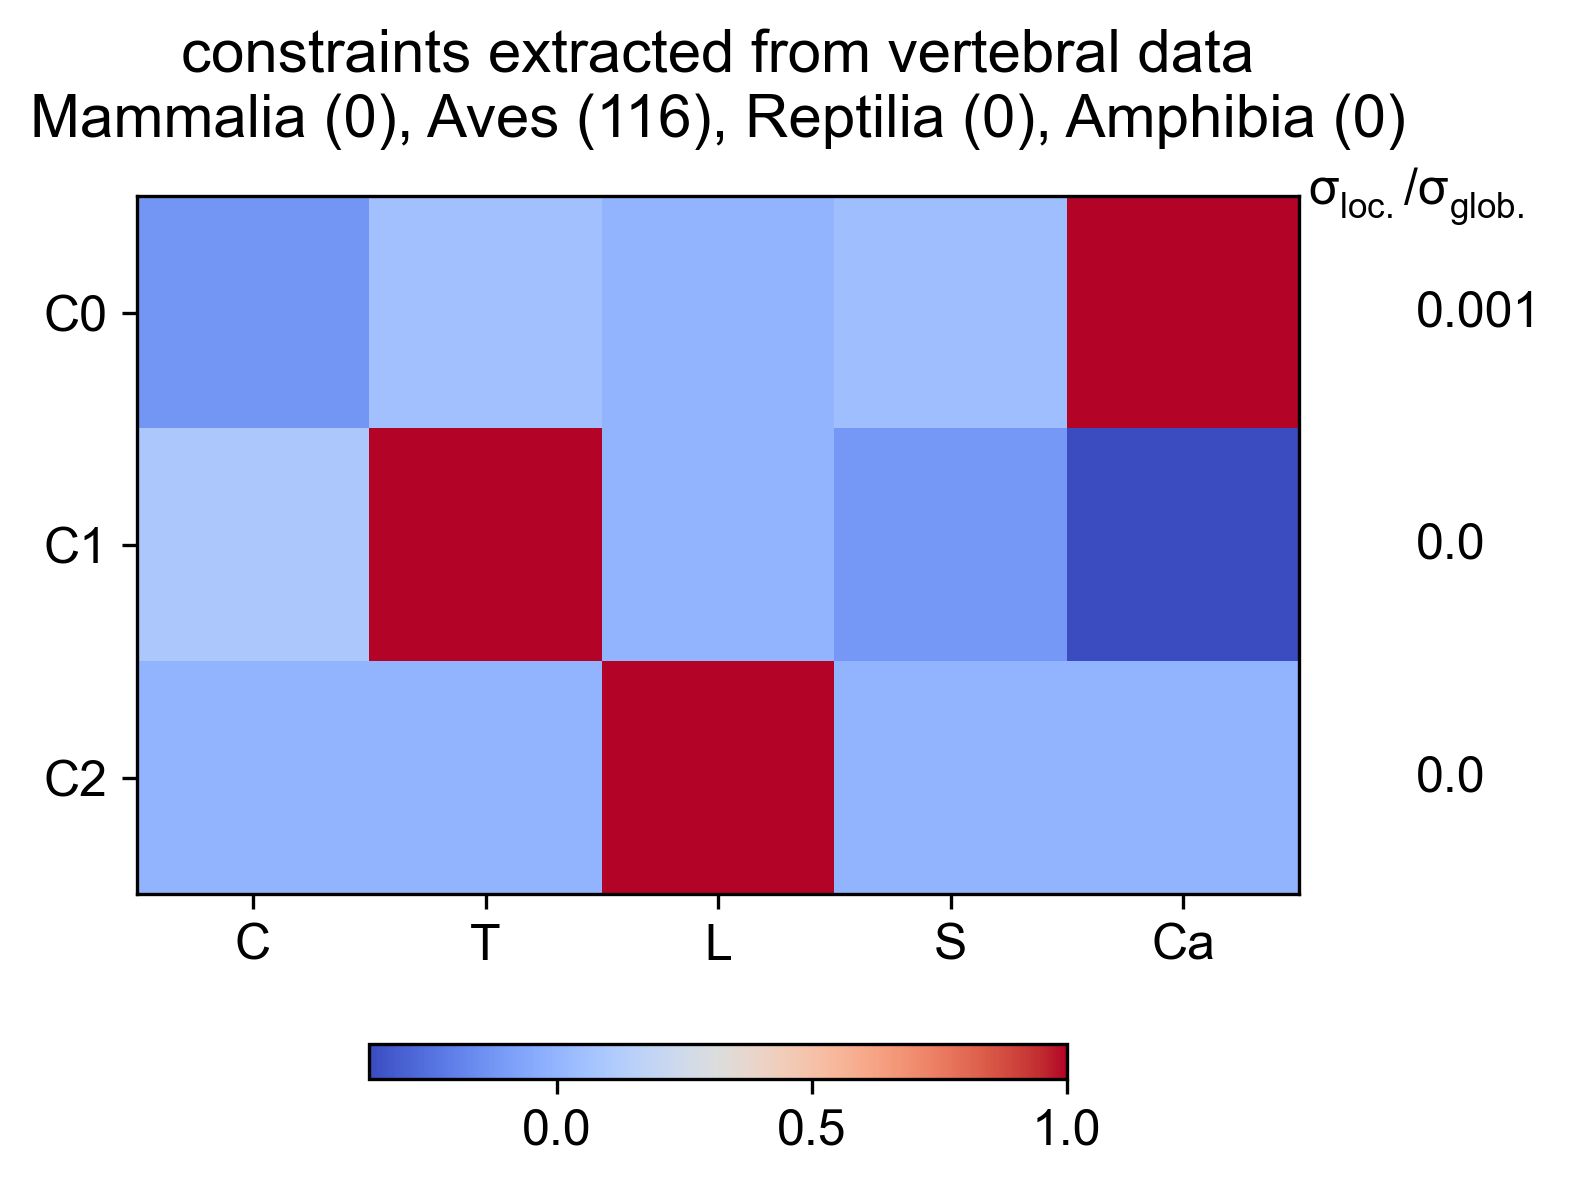 constraints extracted from vertebral data
Mammalia (0), Aves (116), Reptilia (0), Amphibia (0)
σloc. /σglob.
C0 0.001
C1 0.0
C2 0.0
C T L S Ca
0.0 0.5 1.0